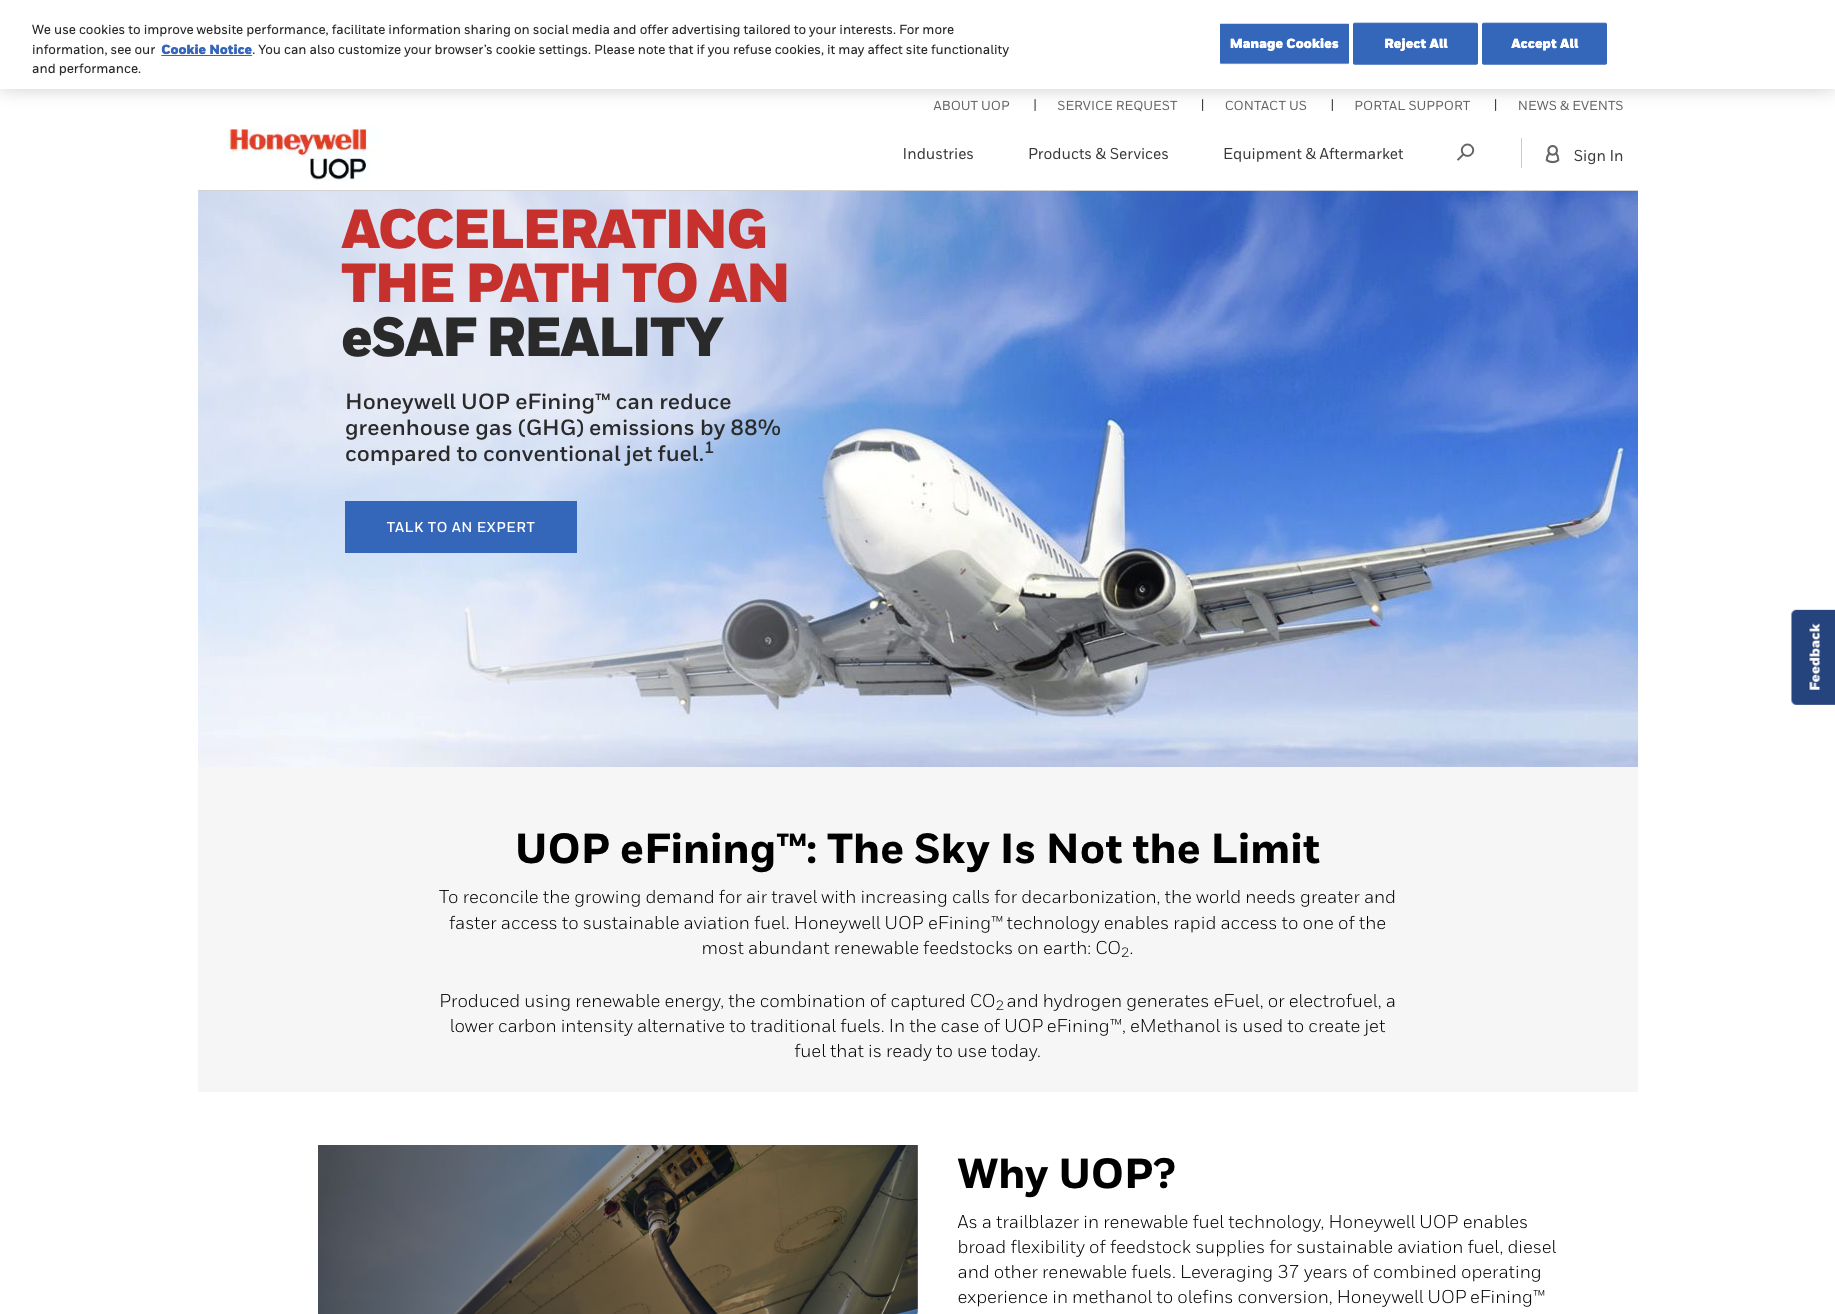 We use cookies to improve website performance, facilitate information sharing on social media and offer advertising tailored to your interests. For more
information, see our Cookie Notice. You can also customize your browser's cookie settings. Please note that if you refuse cookies, it may affect site functionality
and performance.
Manage Cookies
Reject All
Accept All
ABOUT UOP | SERVICE REQUEST | CONTACT US | PORTAL SUPPORT | NEWS & EVENTS
Honeywell
UOP
Industries
Products & Services
Equipment & Aftermarket
Sign In
ACCELERATING
THE PATH TO AN
eSAF REALITY
Honeywell UOP eFining™ can reduce
greenhouse gas (GHG) emissions by 88%
compared to conventional jet fuel.¹
TALK TO AN EXPERT
Feedback
UOP eFining™: The Sky Is Not the Limit
To reconcile the growing demand for air travel with increasing calls for decarbonization, the world needs greater and
faster access to sustainable aviation fuel. Honeywell UOP eFining™ technology enables rapid access to one of the
most abundant renewable feedstocks on earth: CO₂.
Produced using renewable energy, the combination of captured CO₂ and hydrogen generates eFuel, or electrofuel, a
lower carbon intensity alternative to traditional fuels. In the case of UOP eFining™, eMethanol is used to create jet
fuel that is ready to use today.
Why UOP?
As a trailblazer in renewable fuel technology, Honeywell UOP enables
broad flexibility of feedstock supplies for sustainable aviation fuel, diesel
and other renewable fuels. Leveraging 37 years of combined operating
experience in methanol to olefins conversion, Honeywell UOP eFining™